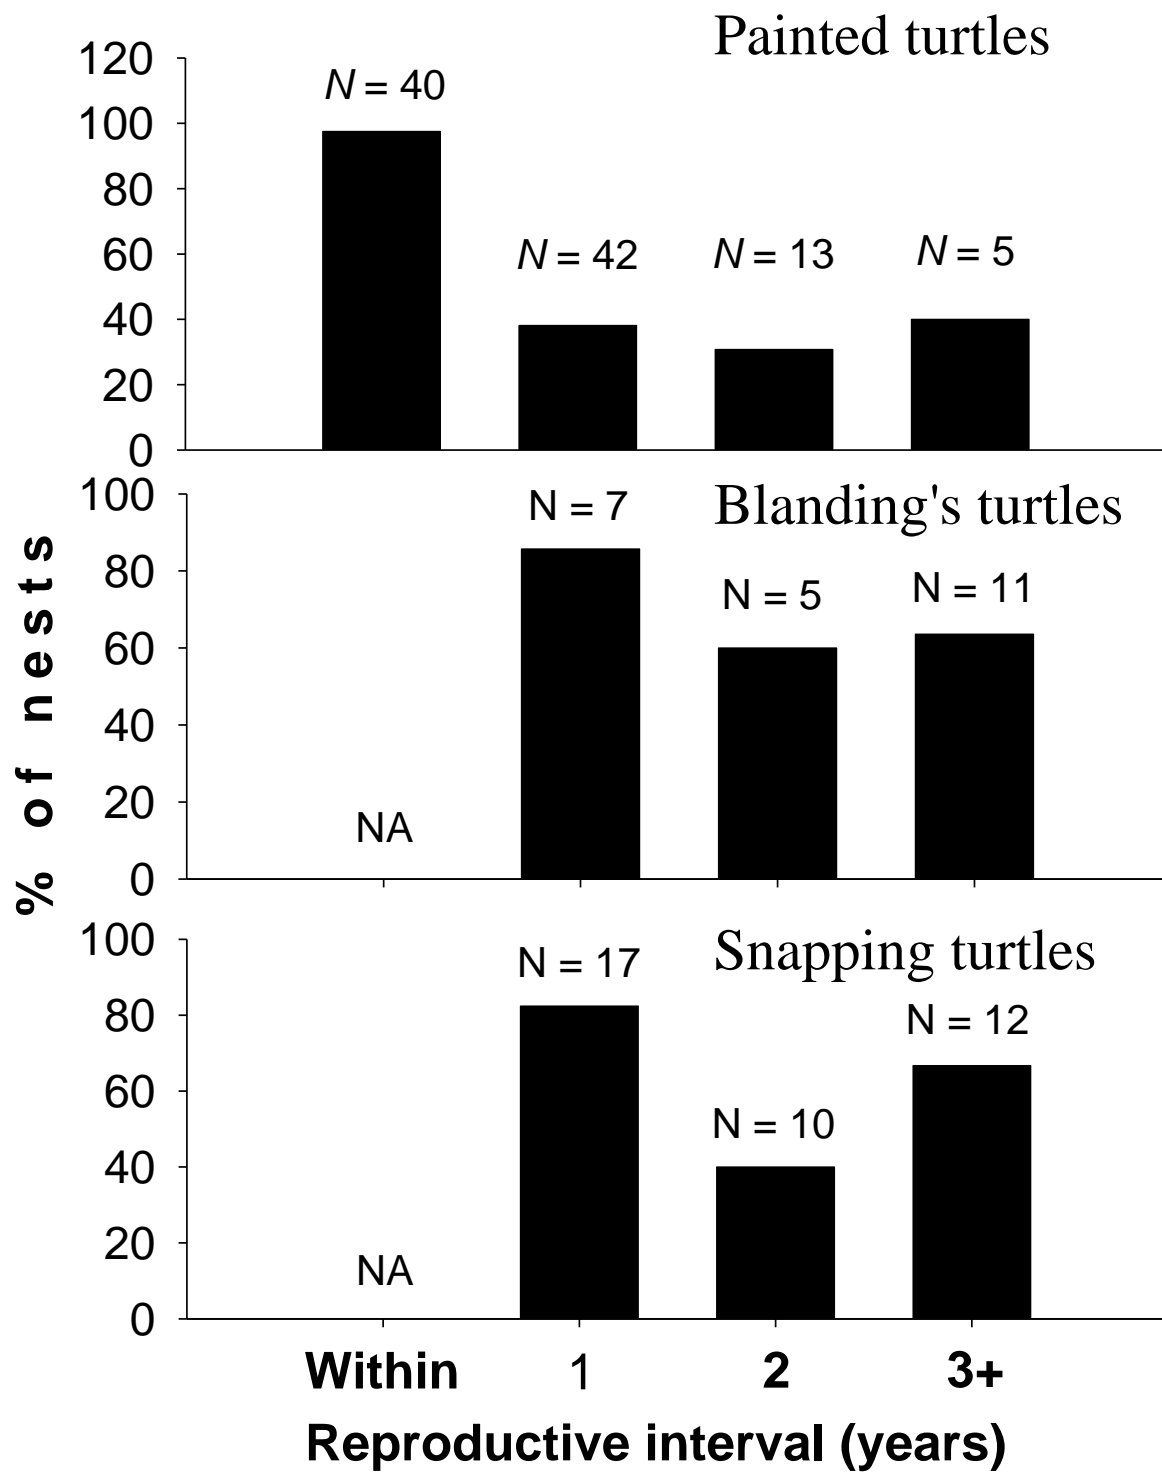 Painted turtles
120
100
80
60
40
20
0
N = 40
N = 42
N = 13
N = 5
Blanding's turtles
100
80
60
40
20
0
NA
N = 7
N = 5
N = 11
% of nests
Snapping turtles
100
80
60
40
20
0
NA
N = 17
N = 10
N = 12
Within 1 2 3+
Reproductive interval (years)